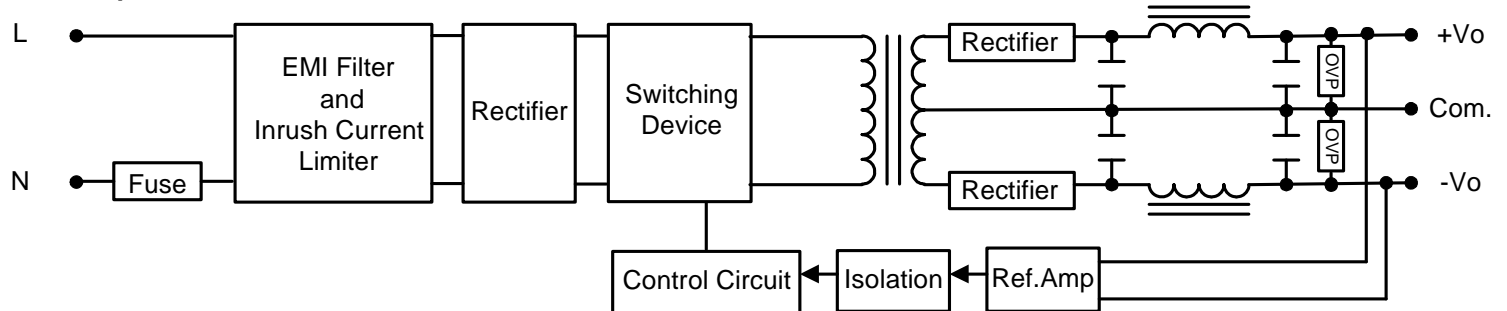 L
EMI Filter
and
Inrush Current
Limiter
Rectifier
Switching
Device
Rectifier
+Vo
OVP
Com.
OVP
N
Fuse
Rectifier
-Vo
Control Circuit
Isolation
Ref.Amp